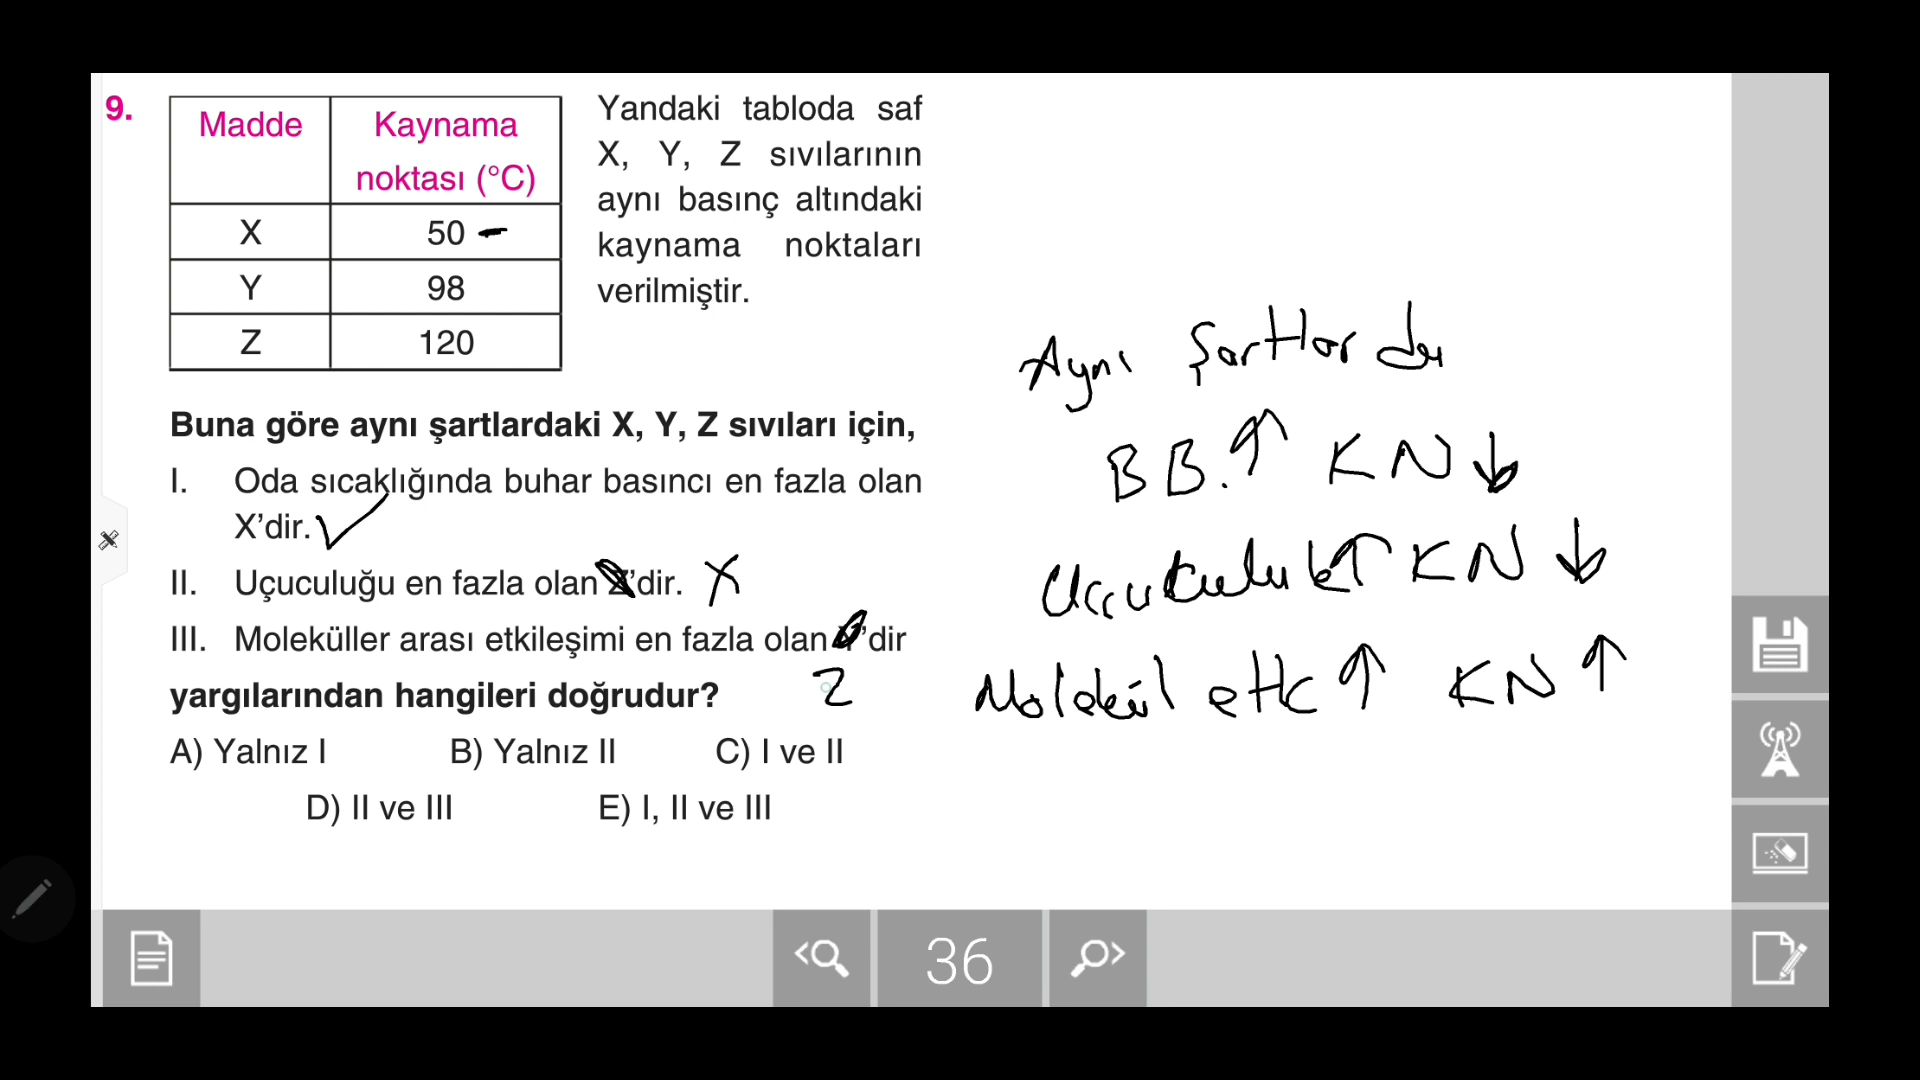 9.
Madde
Kaynama
noktası (°C)
X
50
Y
98
Z
120
Yandaki tabloda saf
X, Y, Z sıvılarının
aynı basınç altındaki
kaynama noktaları
verilmiştir.
Buna göre aynı şartlardaki X, Y, Z sıvıları için,
I. Oda sıcaklığında buhar basıncı en fazla olan
X’dir.
II. Uçuculuğu en fazla olan ’dir. X
III. Moleküller arası etkileşimi en fazla olan ’dir
Z
yargılarından hangileri doğrudur?
A) Yalnız I
B) Yalnız II
C) I ve II
D) II ve III
E) I, II ve III
Aynı şartlarda
BB. ↑ KN ↓
Uçuculuk ↑ KN ↓
Molekül etk ↑ KN ↑
36